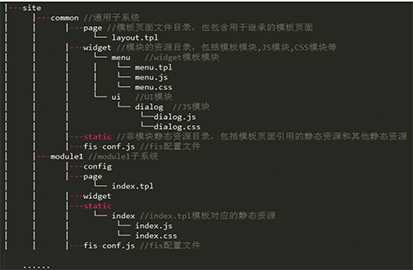 |---site
|---common //通用子系统
|---page //模板页面文件目录，也包含用于继承的模板页面
└── layout.tpl
|---widget //模块的资源目录，包括模板模块,JS模块,CSS模块等
└── menu //widget模板模块
└── menu.tpl
└── menu.js
└── menu.css
└── ui //UI模块
└── dialog //JS模块
└──dialog.js
└──dialog.css
|---static //非模块静态资源目录，包括模板页面引用的静态资源和其他静态资源
|---fis-conf.js //fis配置文件
|---module1 //module1子系统
|---config
|---page
└── index.tpl
|---widget
|---static
└── index //index.tpl模板对应的静态资源
└── index.js
└── index.css
|---fis-conf.js //fis配置文件
......